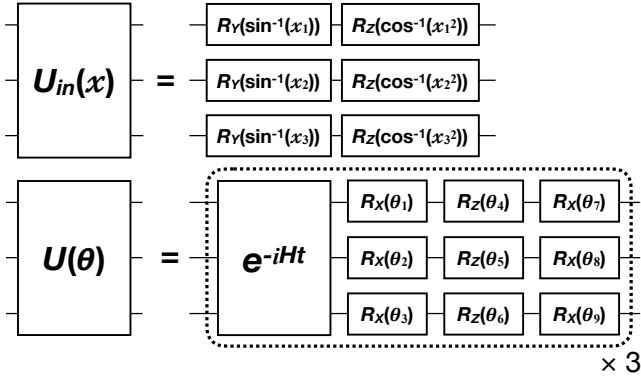 R_Y(sin⁻¹(x₁)) R_Z(cos⁻¹(x₁²))
U_in(x) = R_Y(sin⁻¹(x₂)) R_Z(cos⁻¹(x₂²))
R_Y(sin⁻¹(x₃)) R_Z(cos⁻¹(x₃²))
R_X(θ₁) R_Z(θ₄) R_X(θ₇)
U(θ) = e^-iHt R_X(θ₂) R_Z(θ₅) R_X(θ₈)
R_X(θ₃) R_Z(θ₆) R_X(θ₉)
× 3